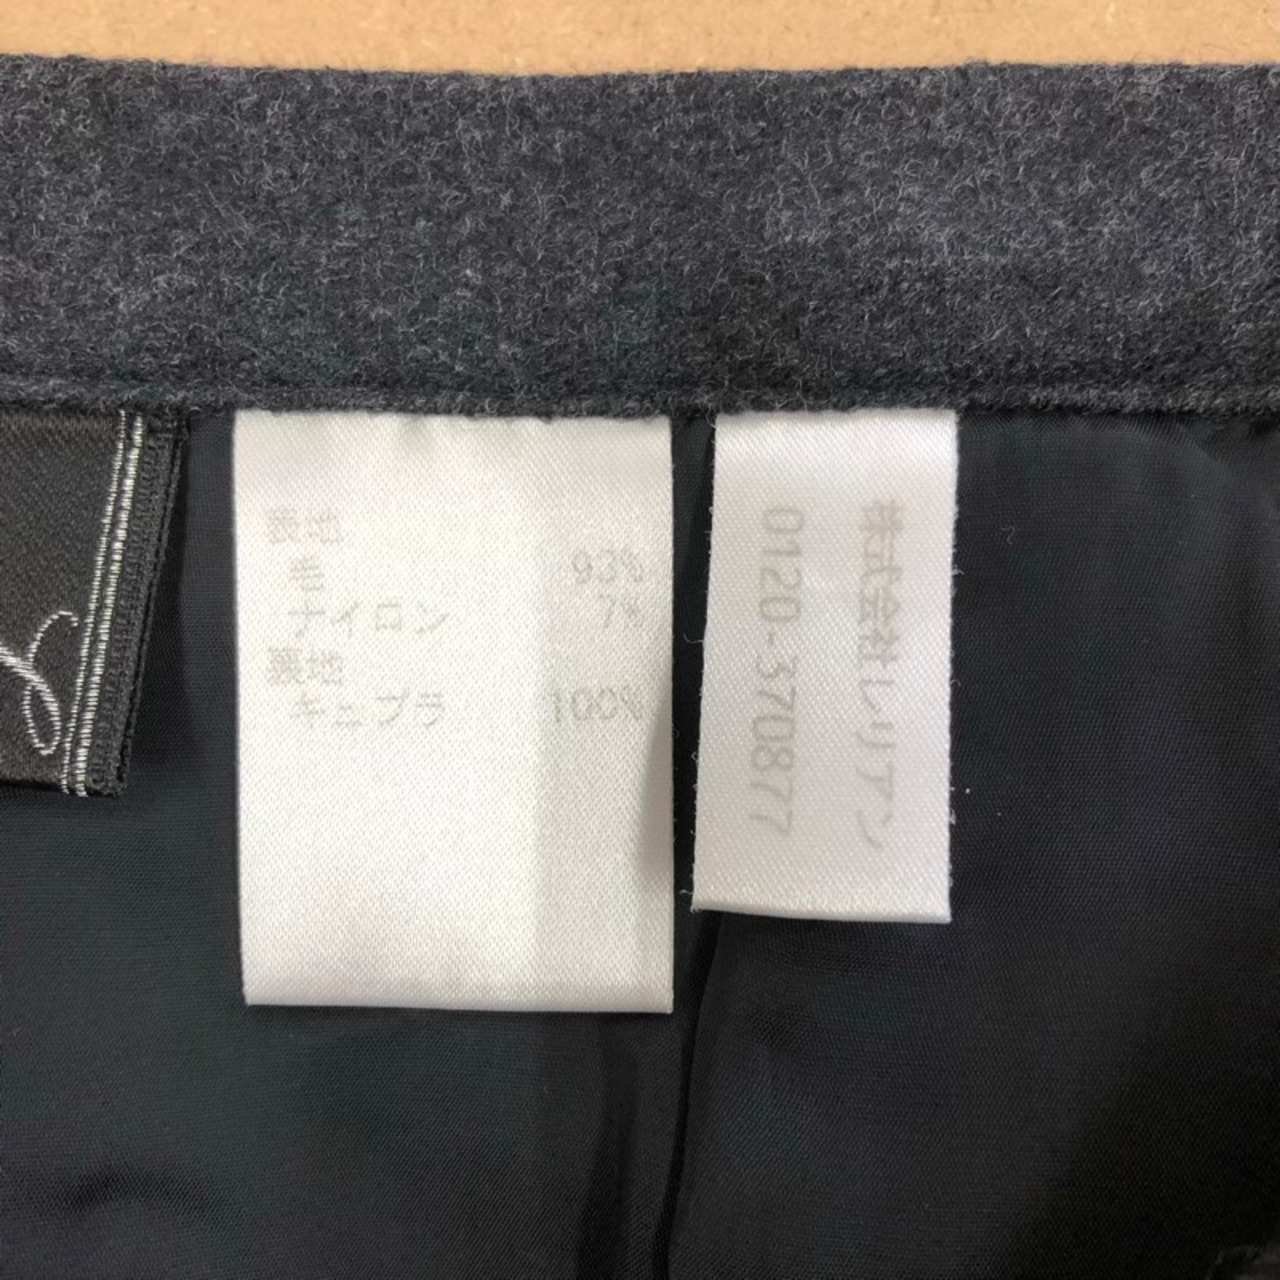 表地
毛 93%
ナイロン 7%
裏地
キュプラ 100%
株式会社レリアン
0120-370877